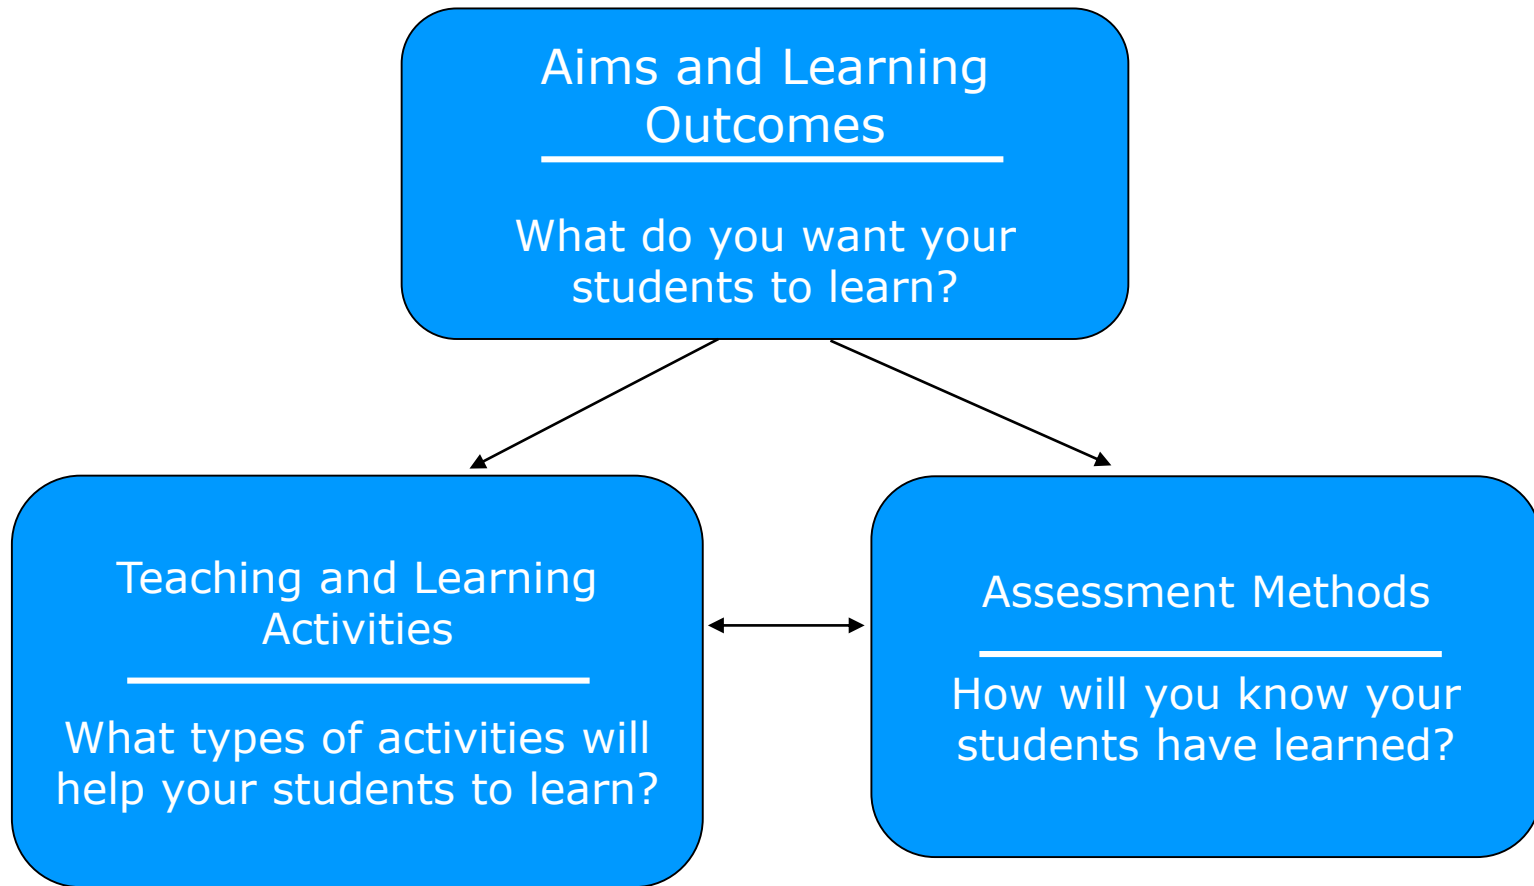 Aims and Learning
Outcomes
What do you want your
students to learn?
Teaching and Learning
Activities
What types of activities will
help your students to learn?
Assessment Methods
How will you know your
students have learned?